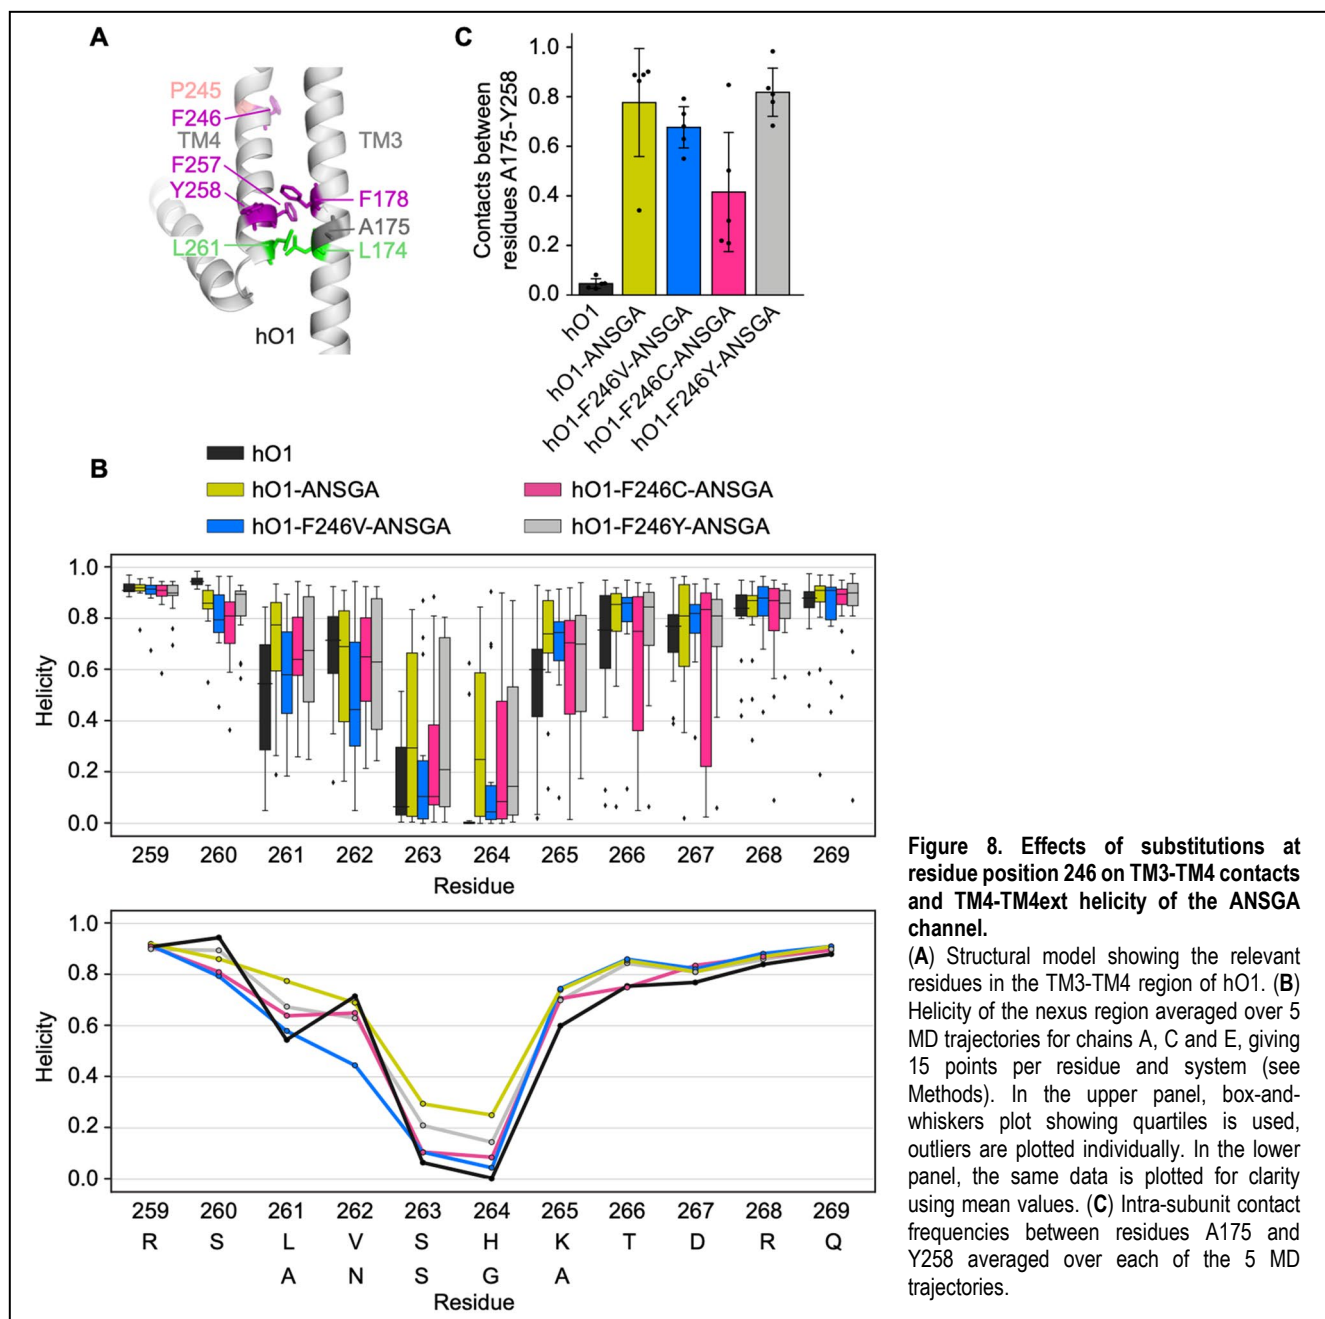 A
P245
F246
TM4
TM3
F257
Y258
F178
A175
L261
L174
hO1
C
Contacts between
residues A175-Y258
1.0
0.8
0.6
0.4
0.2
0.0
hO1
hO1-ANSGA
hO1-F246V-ANSGA
hO1-F246C-ANSGA
hO1-F246Y-ANSGA
B
hO1
hO1-ANSGA
hO1-F246C-ANSGA
hO1-F246V-ANSGA
hO1-F246Y-ANSGA
Helicity
1.0
0.8
0.6
0.4
0.2
0.0
259 260 261 262 263 264 265 266 267 268 269
Residue
Helicity
1.0
0.8
0.6
0.4
0.2
0.0
259 260 261 262 263 264 265 266 267 268 269
R S L V S H K T D R Q
A N S G A
Residue
Figure 8. Effects of substitutions at
residue position 246 on TM3-TM4 contacts
and TM4-TM4ext helicity of the ANSGA
channel.
(A) Structural model showing the relevant
residues in the TM3-TM4 region of hO1. (B)
Helicity of the nexus region averaged over 5
MD trajectories for chains A, C and E, giving
15 points per residue and system (see
Methods). In the upper panel, box-and-
whiskers plot showing quartiles is used,
outliers are plotted individually. In the lower
panel, the same data is plotted for clarity
using mean values. (C) Intra-subunit contact
frequencies between residues A175 and
Y258 averaged over each of the 5 MD
trajectories.